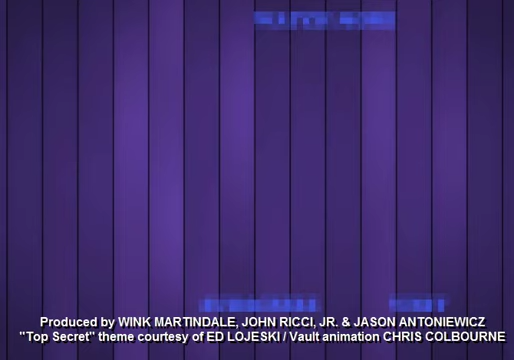 Produced by WINK MARTINDALE, JOHN RICCI, JR. & JASON ANTONIEWICZ
"Top Secret" theme courtesy of ED LOJESKI / Vault animation CHRIS COLBOURNE